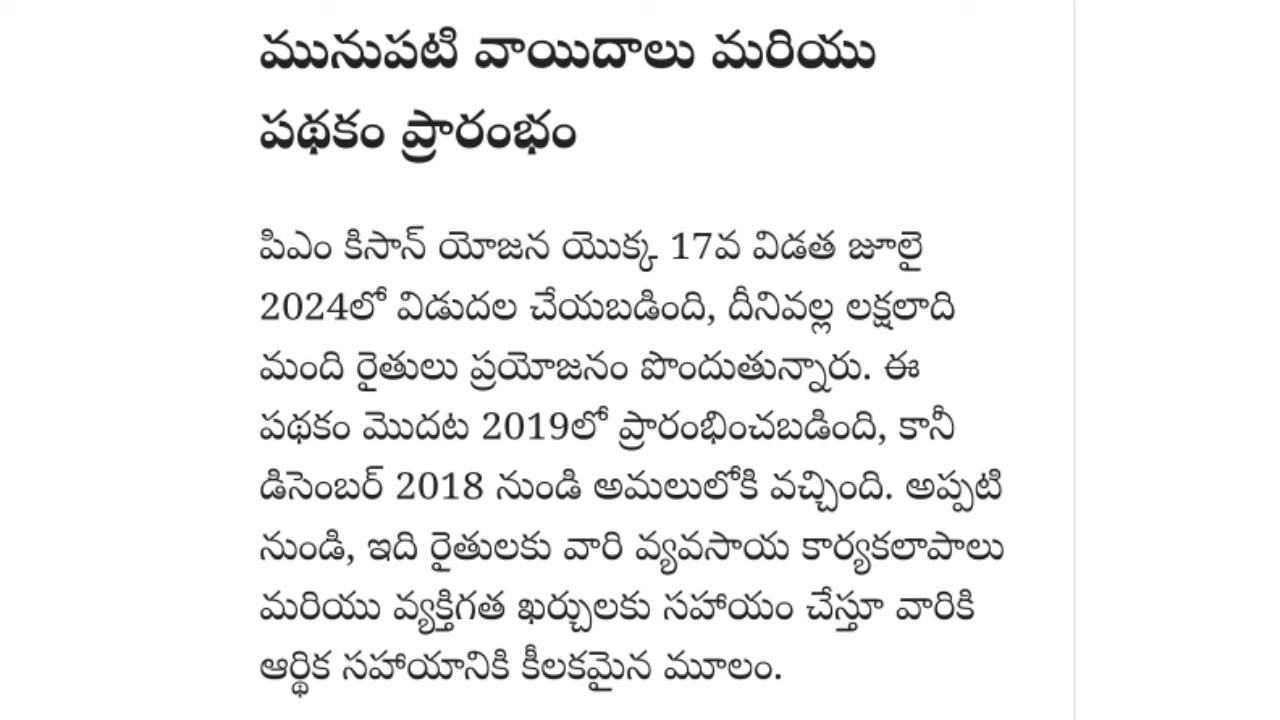 మునుపటి వాయిదాలు మరియు
పథకం ప్రారంభం
పిఎం కిసాన్ యోజన యొక్క 17వ విడత జూలై
2024లో విడుదల చేయబడింది, దీనివల్ల లక్షలాది
మంది రైతులు ప్రయోజనం పొందుతున్నారు. ఈ
పథకం మొదట 2019లో ప్రారంభించబడింది, కానీ
డిసెంబర్ 2018 నుండి అమలులోకి వచ్చింది. అప్పటి
నుండి, ఇది రైతులకు వారి వ్యవసాయ కార్యకలాపాలు
మరియు వ్యక్తిగత ఖర్చులకు సహాయం చేస్తూ వారికి
ఆర్థిక సహాయానికి కీలకమైన మూలం.